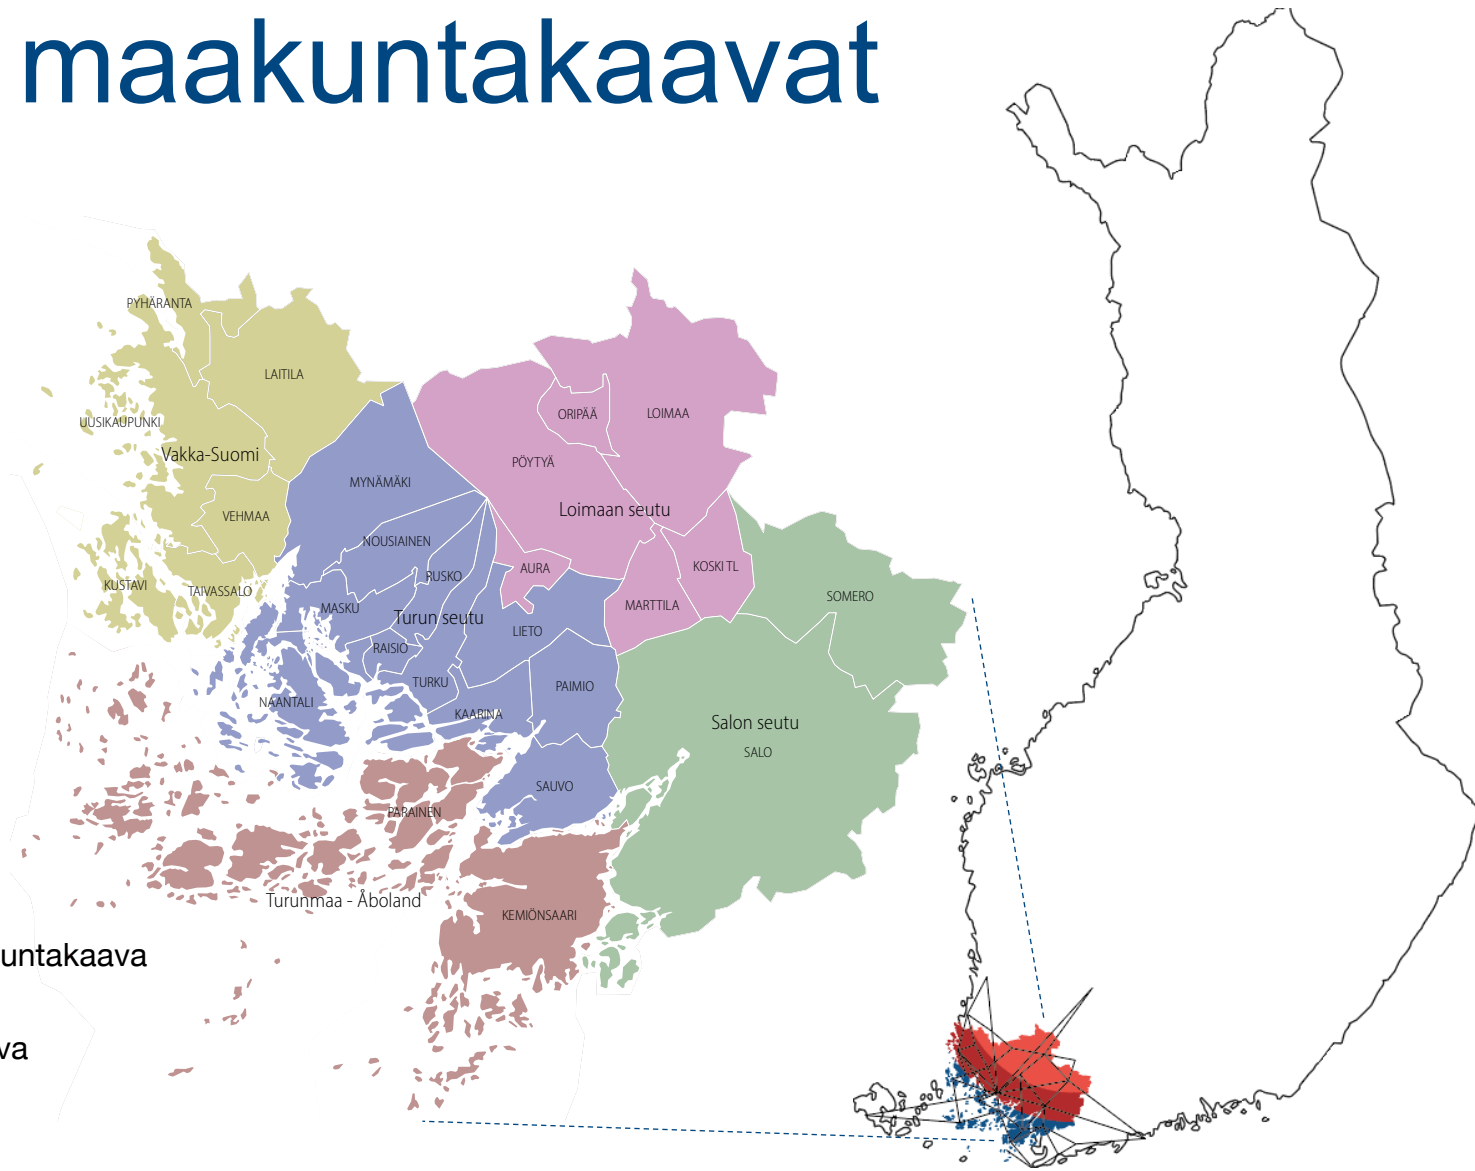 maakuntakaavat
PYHÄRANTA
LAITILA
UUSIKAUPUNKI
Vakka-Suomi
VEHMAA
KUSTAVI
TAIVASSALO
ORIPÄÄ
LOIMAA
PÖYTYÄ
Loimaan seutu
AURA
KOSKI TL
MARTTILA
MYNÄMÄKI
NOUSIAINEN
RUSKO
MASKU
Turun seutu
LIETO
RAISIO
TURKU
PAIMIO
NAANTALI
KAARINA
SAUVO
SOMERO
Salon seutu
SALO
PARAINEN
Turunmaa - Åboland
KEMIÖNSAARI
untakaava
va